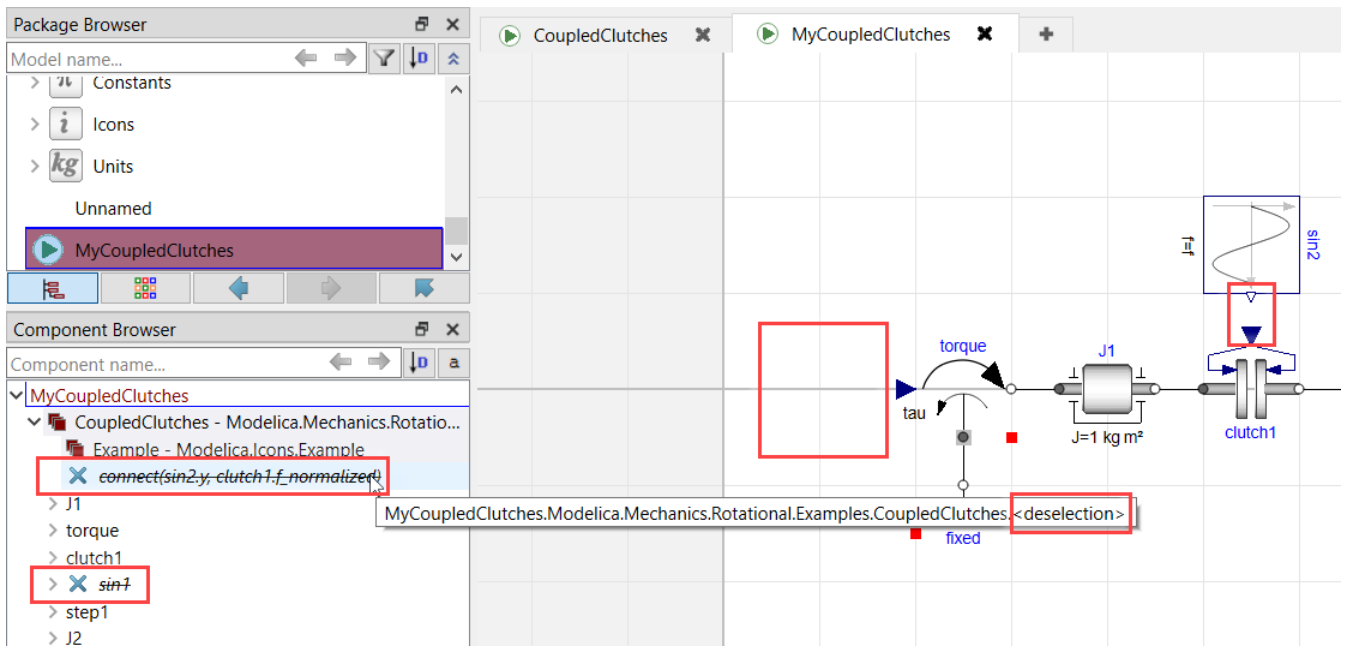 Package Browser
Model name...
Constants
Icons
kg Units
Unnamed
MyCoupledClutches
Component Browser
Component name...
a
MyCoupledClutches
CoupledClutches - Modelica.Mechanics.Rotatio...
Example - Modelica.Icons.Example
connect(sin2.y, clutch1.f_normalized)
J1
torque
clutch1
sin1
step1
J2
CoupledClutches
MyCoupledClutches
f=f
sin2
torque
J1
tau
J=1 kg m²
clutch1
MyCoupledClutches.Modelica.Mechanics.Rotational.Examples.CoupledClutches.<deselection>
fixed